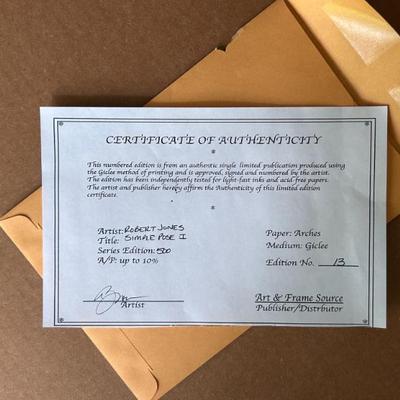 CERTIFICATE OF AUTHENTICITY
This numbered edition is from an authentic single limited publication produced using
the Giclee method of printing and is approved, signed and numbered by the artist.
The edition has been independently tested for light-fast inks and acid-free papers.
The artist and publisher hereby affirm the Authenticity of this limited edition
certificate.
Artist: ROBERT JONES
Title: SIMPLE POSE I
Series Edition: 500
A/P: up to 10%
Paper: Arches
Medium: Giclee
Edition No. 13
Artist
Art & Frame Source
Publisher/Distrbutor